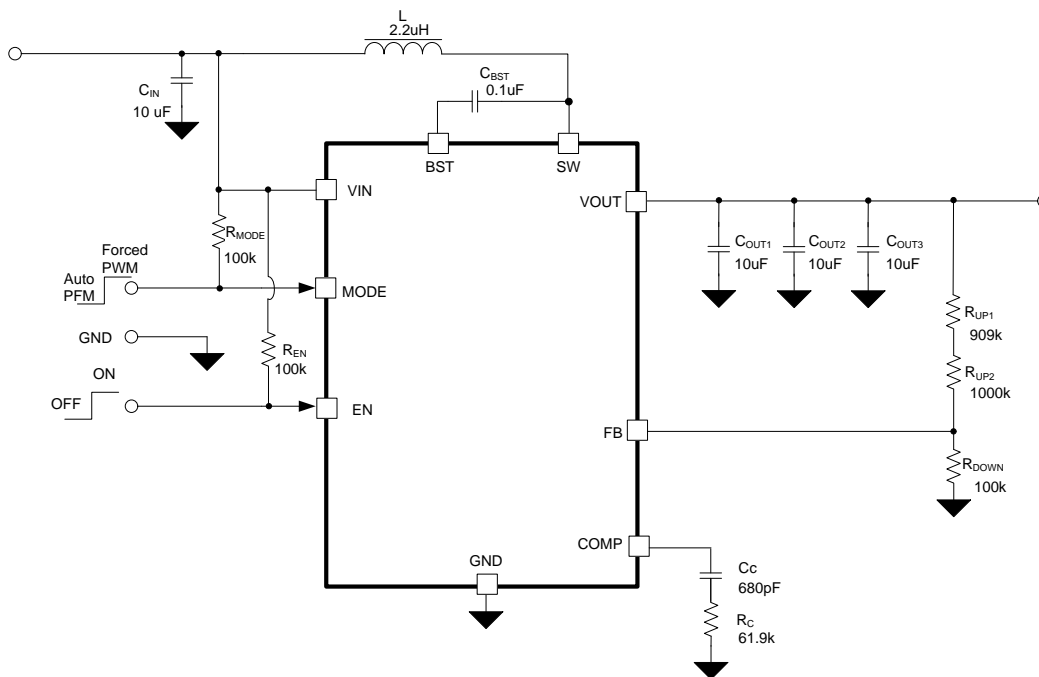 L
2.2uH
CBST
0.1uF
CIN
10 uF
BST
SW
VIN
VOUT
RMODE
100k
COUT1
10uF
COUT2
10uF
COUT3
10uF
Forced
PWM
Auto
PFM
MODE
GND
REN
100k
RUP1
909k
RUP2
1000k
ON
OFF
EN
FB
RDOWN
100k
COMP
GND
Cc
680pF
RC
61.9k